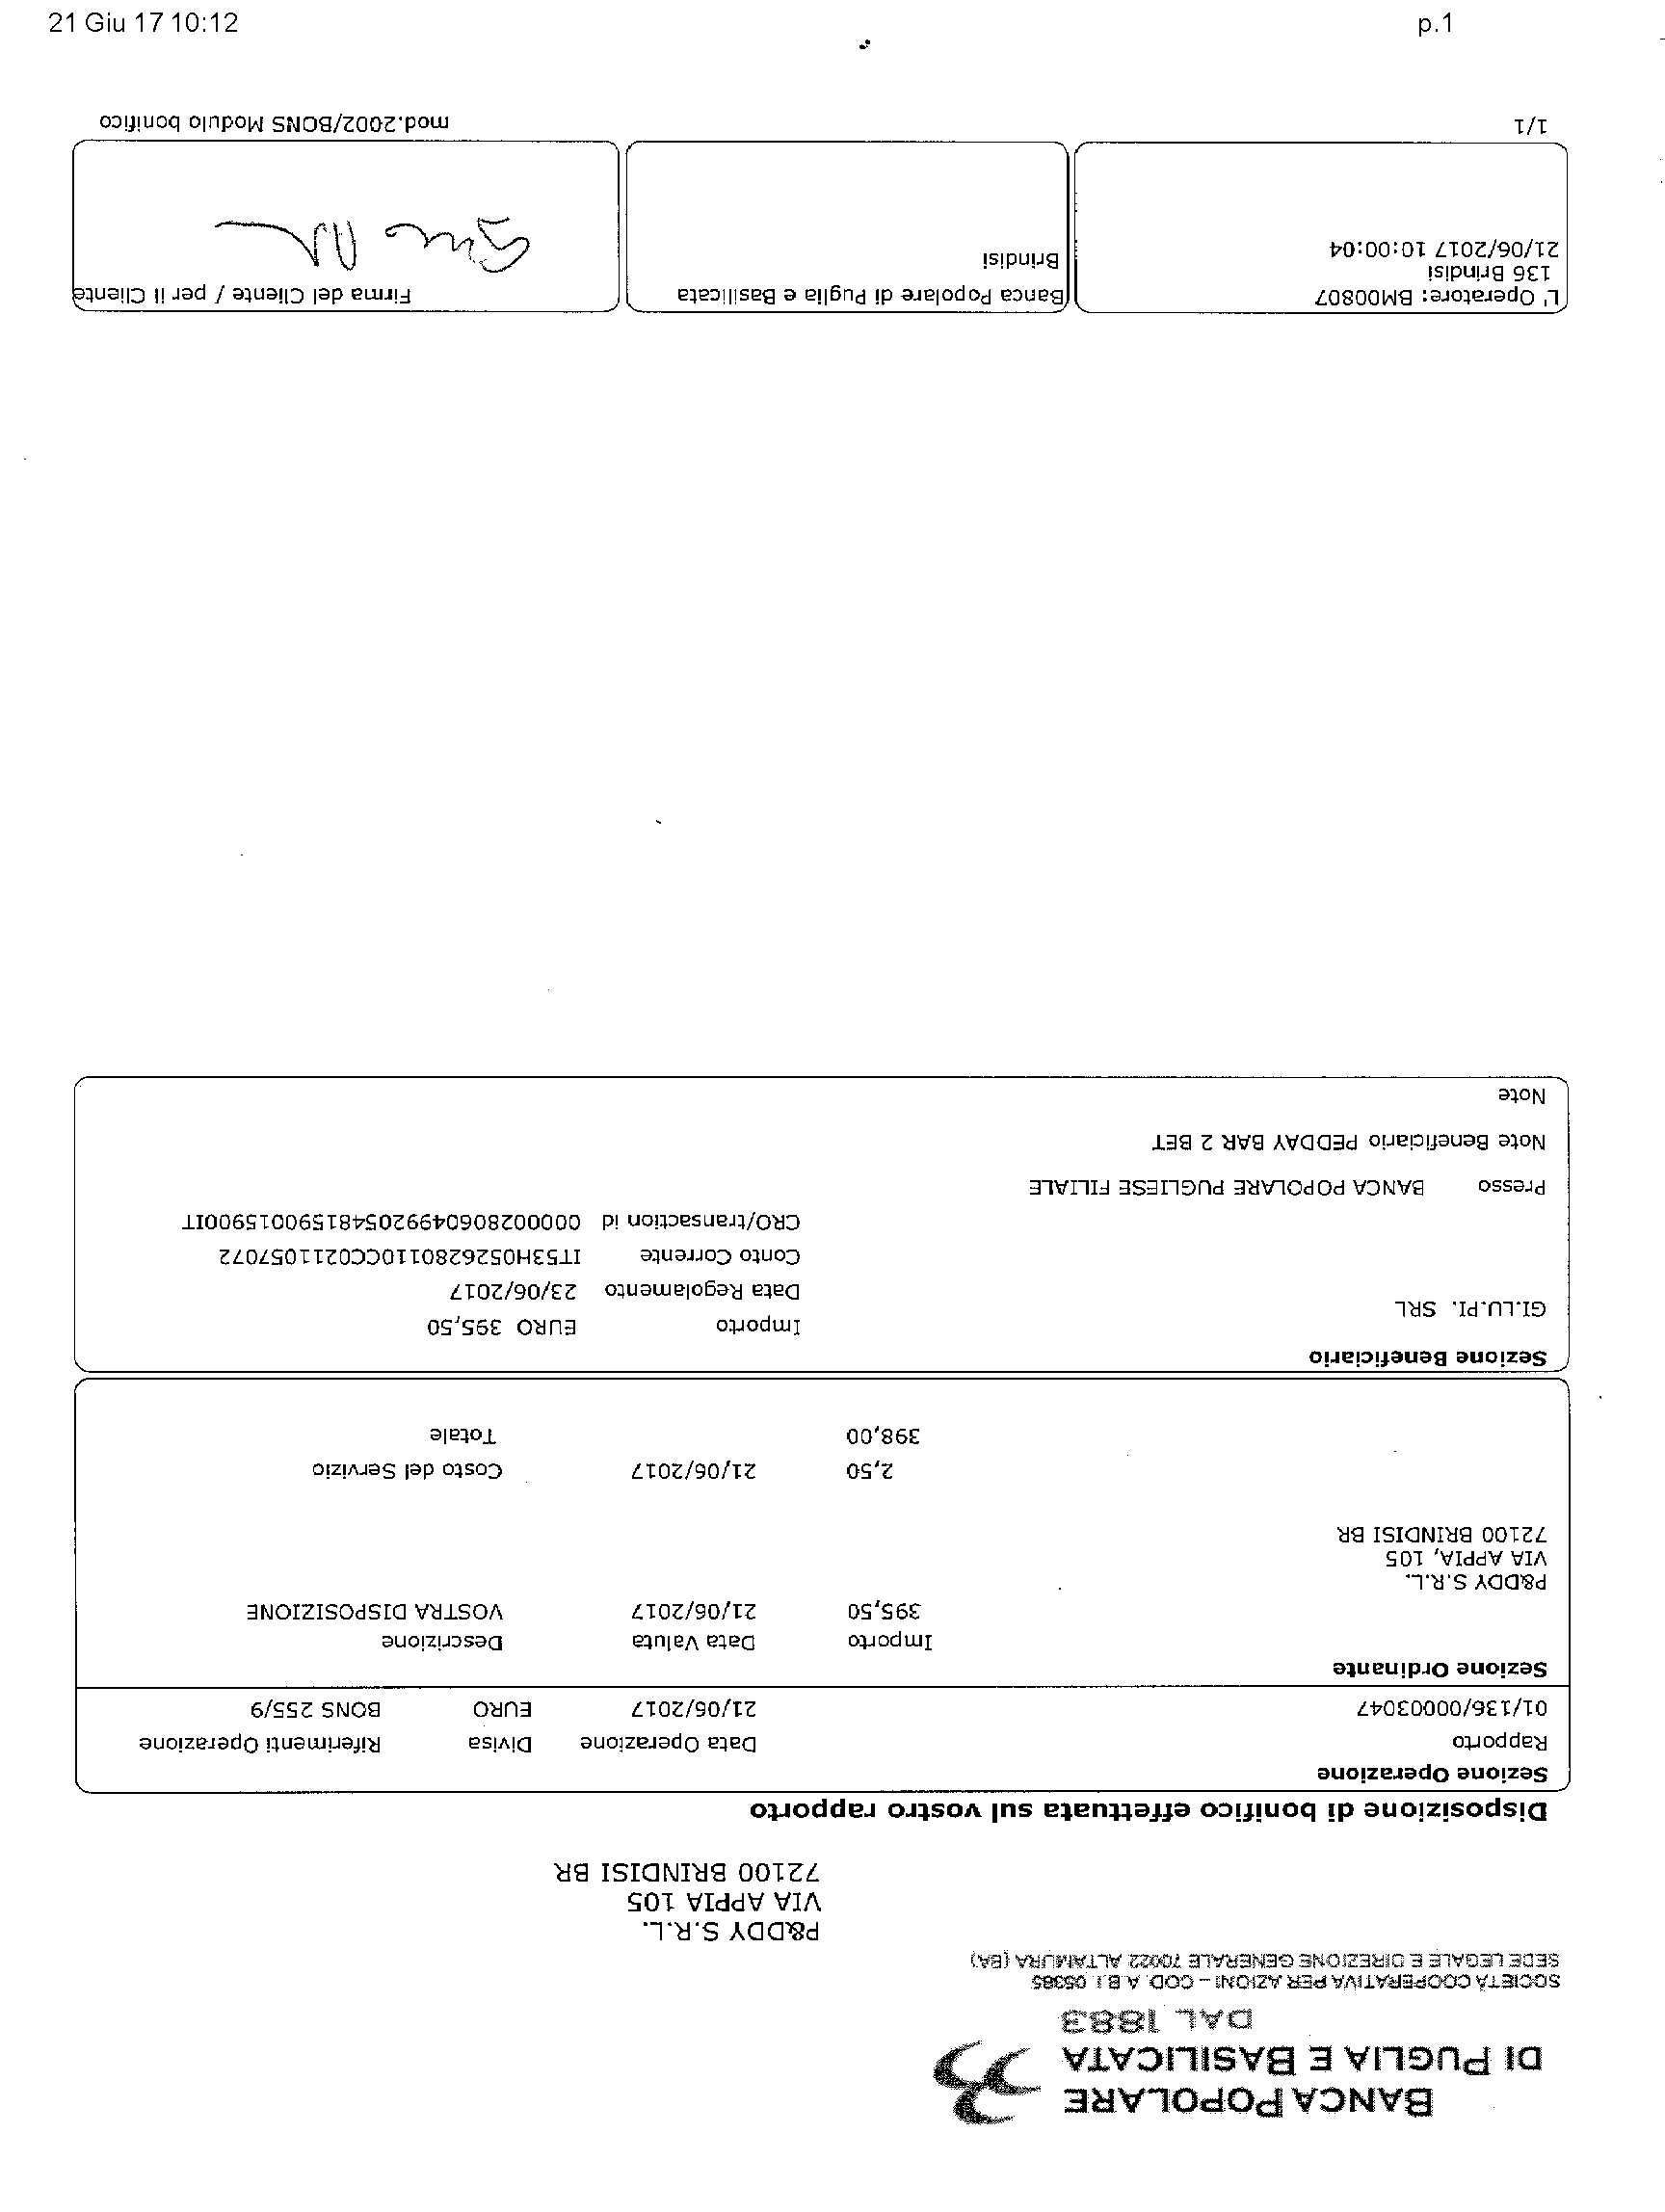 21 Giu 17 10:12
p.1
BANCA POPOLARE
DI PUGLIA E BASILICATA
DAL 1883
SOCIETÀ COOPERATIVA PER AZIONI – COD. A.B.I. 05385
SEDE LEGALE E DIREZIONE GENERALE 70022 ALTAMURA (BA)
P&DDY S.R.L.
VIA APPIA 105
72100 BRINDISI BR
Disposizione di bonifico effettuata sul vostro rapporto
Sezione Operazione
Rapporto Data Operazione Divisa Riferimenti Operazione
01/136/00003047 21/06/2017 EURO BONS 255/9
Sezione Ordinante
Importo Data Valuta Descrizione
395,50 21/06/2017 VOSTRA DISPOSIZIONE
P&DDY S.R.L.
VIA APPIA, 105
72100 BRINDISI BR
2,50 21/06/2017 Costo del Servizio
398,00 Totale
Sezione Beneficiario
Importo EURO 395,50
GI.LU.PI. SRL
Data Regolamento 23/06/2017
Conto Corrente IT53H0526280110CC0211057072
CRO/transaction id 0000028060499205481590015900IT
Presso BANCA POPOLARE PUGLIESE FILIALE
Note Beneficiario PEDDAY BAR 2 BET
Note
L' Operatore: BM00807
136 Brindisi
21/06/2017 10:00:04
Banca Popolare di Puglia e Basilicata
Brindisi
Firma del Cliente / per il Cliente
1/1
mod.2002/BONS Modulo bonifico